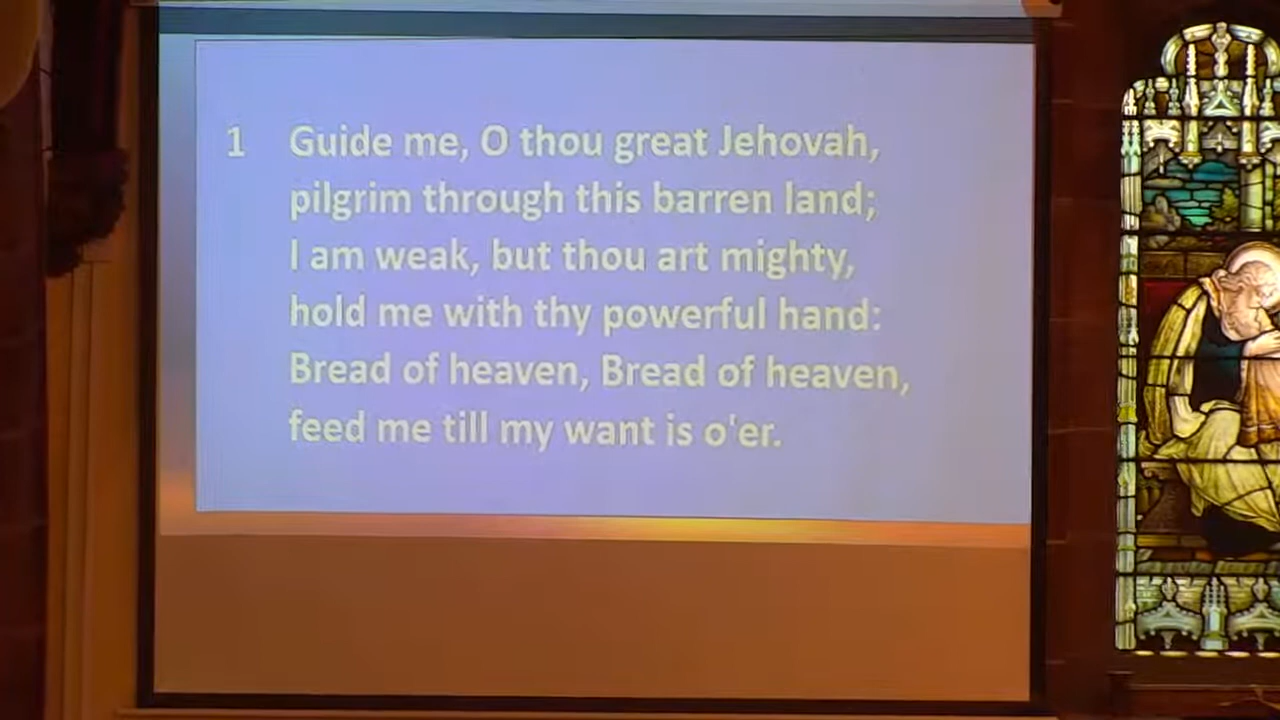 1 Guide me, O thou great Jehovah,
pilgrim through this barren land;
I am weak, but thou art mighty,
hold me with thy powerful hand:
Bread of heaven, Bread of heaven,
feed me till my want is o'er.